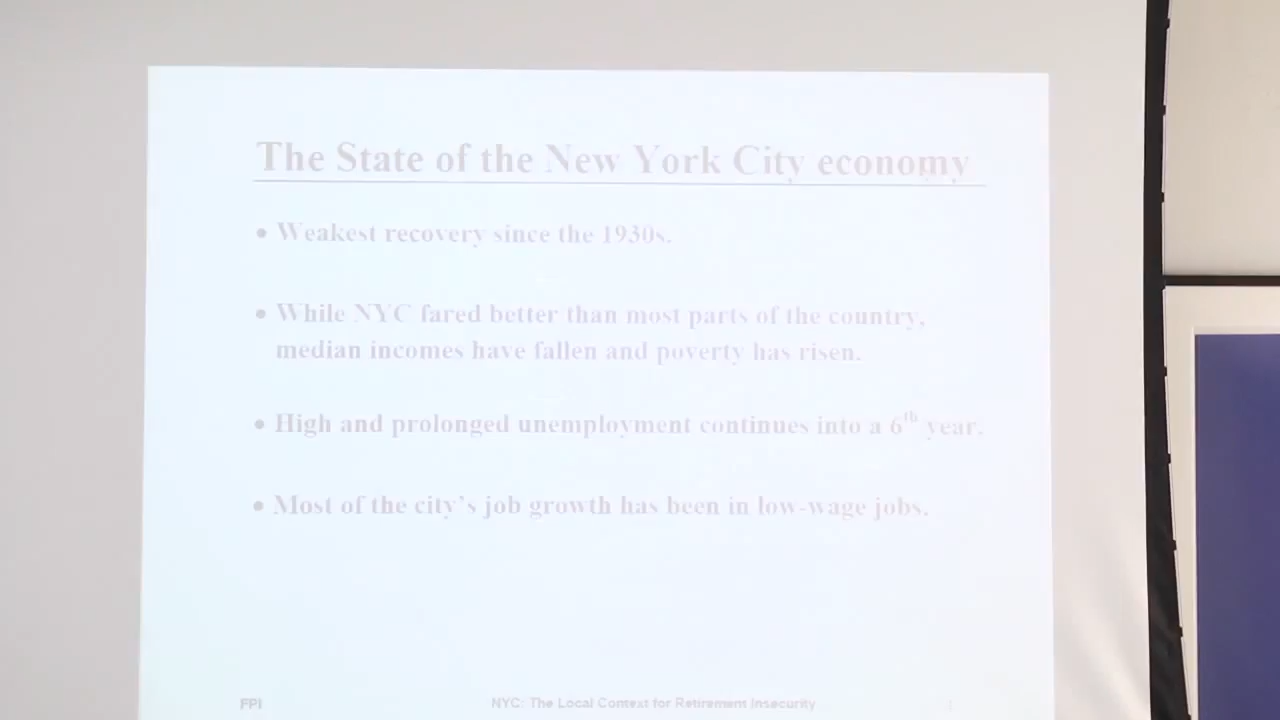 The State of the New York City economy
• Weakest recovery since the 1930s.
• While NYC fared better than most parts of the country,
median incomes have fallen and poverty has risen.
• High and prolonged unemployment continues into a 6th year.
• Most of the city's job growth has been in low-wage jobs.
FPI NYC: The Local Context for Retirement Insecurity